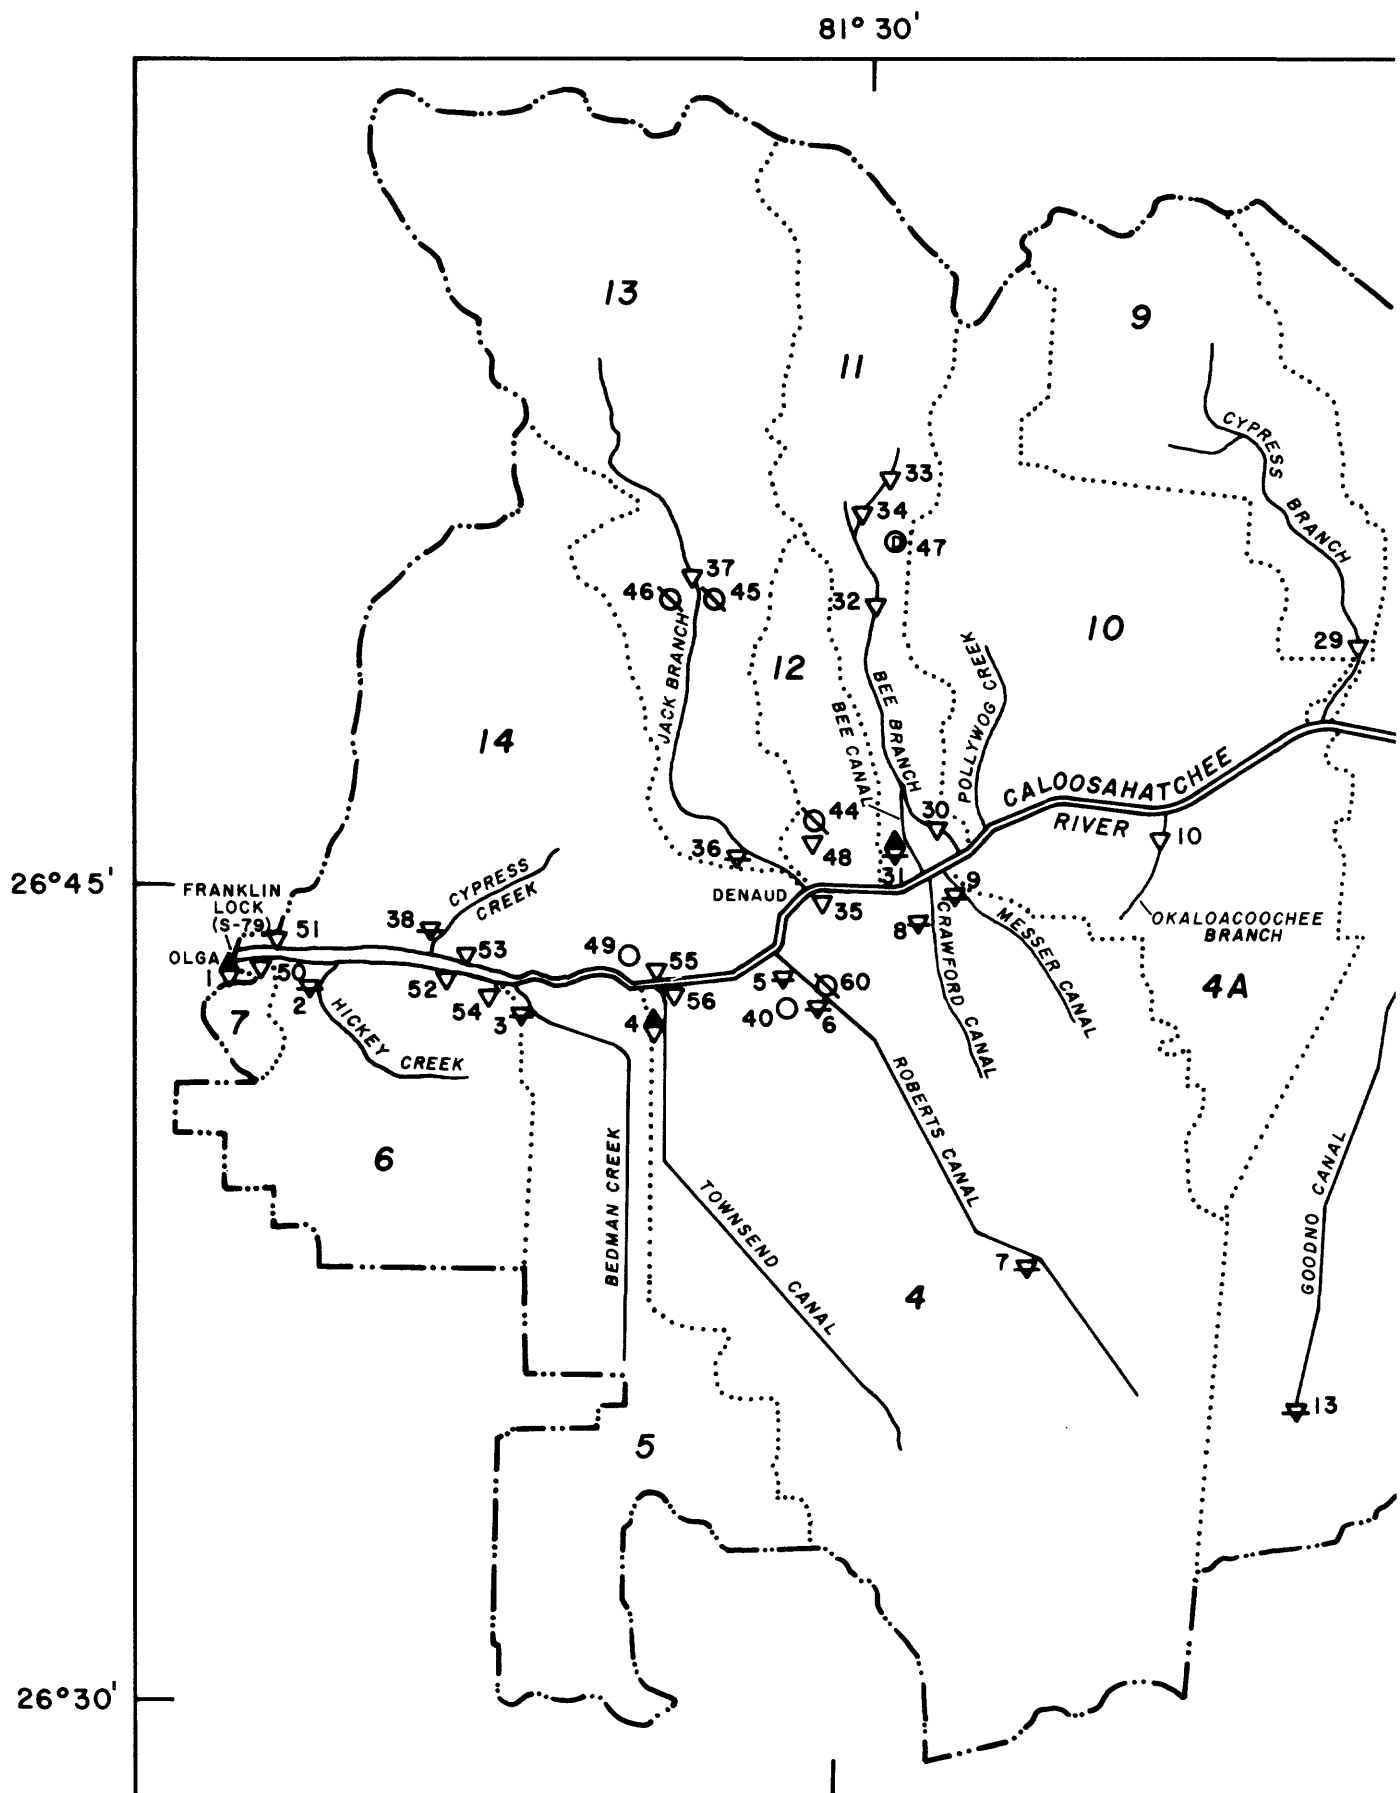 81° 30'
13
9
11
CYPRESS
BRANCH
33
34
47
37
46
45
32
10
29
12
JACK BRANCH
BEE BRANCH
BEE CANAL
POLLYWOG CREEK
14
CALOOSAHATCHEE
RIVER
44
30
10
36
48
31
26°45'
FRANKLIN
LOCK
(S-79)
CYPRESS
CREEK
DENAUD
35
9
OKALOACOOCHEE
BRANCH
51
38
53
8
CRAWFORD CANAL
MESSER CANAL
OLGA
49
55
1
50
2
52
54
56
5
60
4A
7
3
4
40
6
HICKEY
CREEK
ROBERTS CANAL
6
BEDMAN CREEK
TOWNSEND CANAL
GOODNO CANAL
7
4
13
5
26°30'